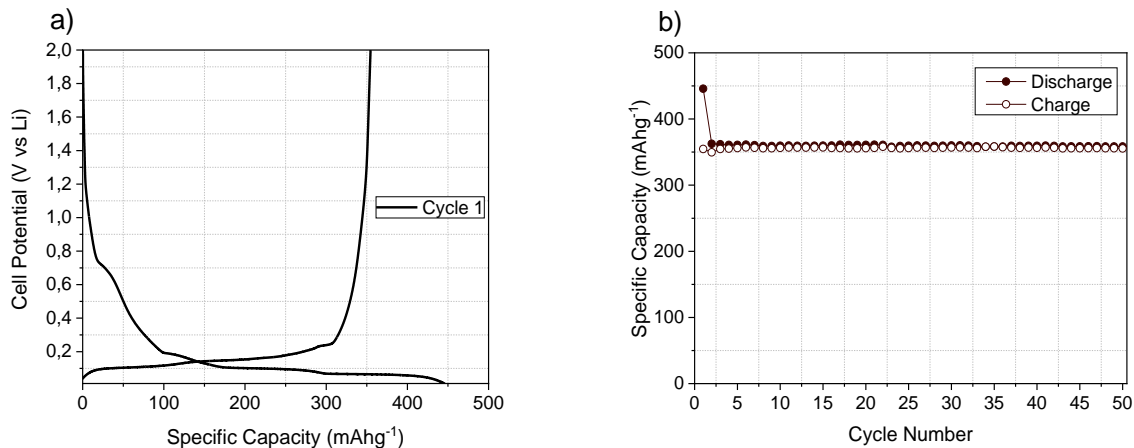 a)
2,0
1,8
1,6
1,4
1,2
1,0
0,8
0,6
0,4
0,2
Cell Potential (V vs Li)
Cycle 1
0 100 200 300 400 500
Specific Capacity (mAhg⁻¹)
b)
500
400
300
200
100
0
Specific Capacity (mAhg⁻¹)
Discharge
Charge
0 5 10 15 20 25 30 35 40 45 50
Cycle Number